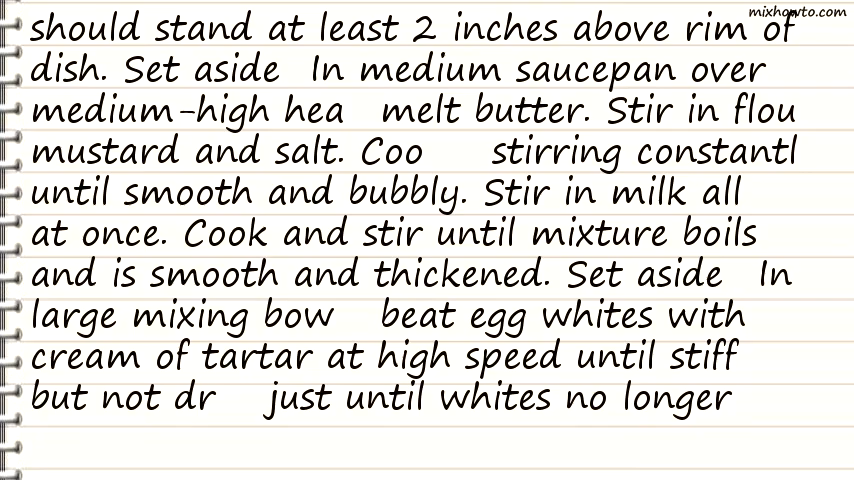 mixhowto.com
should stand at least 2 inches above rim of
dish. Set aside In medium saucepan over
medium-high hea melt butter. Stir in flou
mustard and salt. Coo stirring constantl
until smooth and bubbly. Stir in milk all
at once. Cook and stir until mixture boils
and is smooth and thickened. Set aside In
large mixing bow beat egg whites with
cream of tartar at high speed until stiff
but not dr just until whites no longer